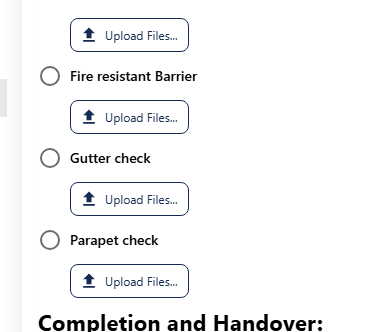 Upload Files...
Fire resistant Barrier
Upload Files...
Gutter check
Upload Files...
Parapet check
Upload Files...
Completion and Handover: